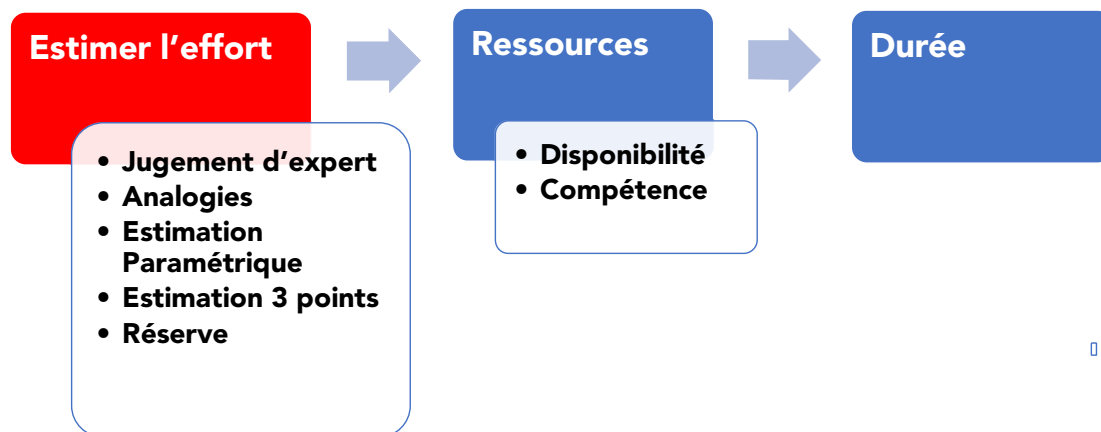 Estimer l’effort
Ressources
Durée
• Jugement d’expert
• Analogies
• Estimation
Paramétrique
• Estimation 3 points
• Réserve
• Disponibilité
• Compétence